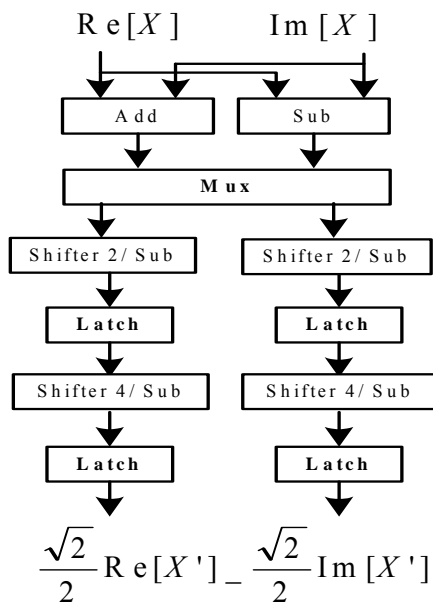 Re[X] Im[X]
Add Sub
Mux
Shifter 2/ Sub Shifter 2/ Sub
Latch Latch
Shifter 4/ Sub Shifter 4/ Sub
Latch Latch
√2/2 Re[X'] _ √2/2 Im[X']